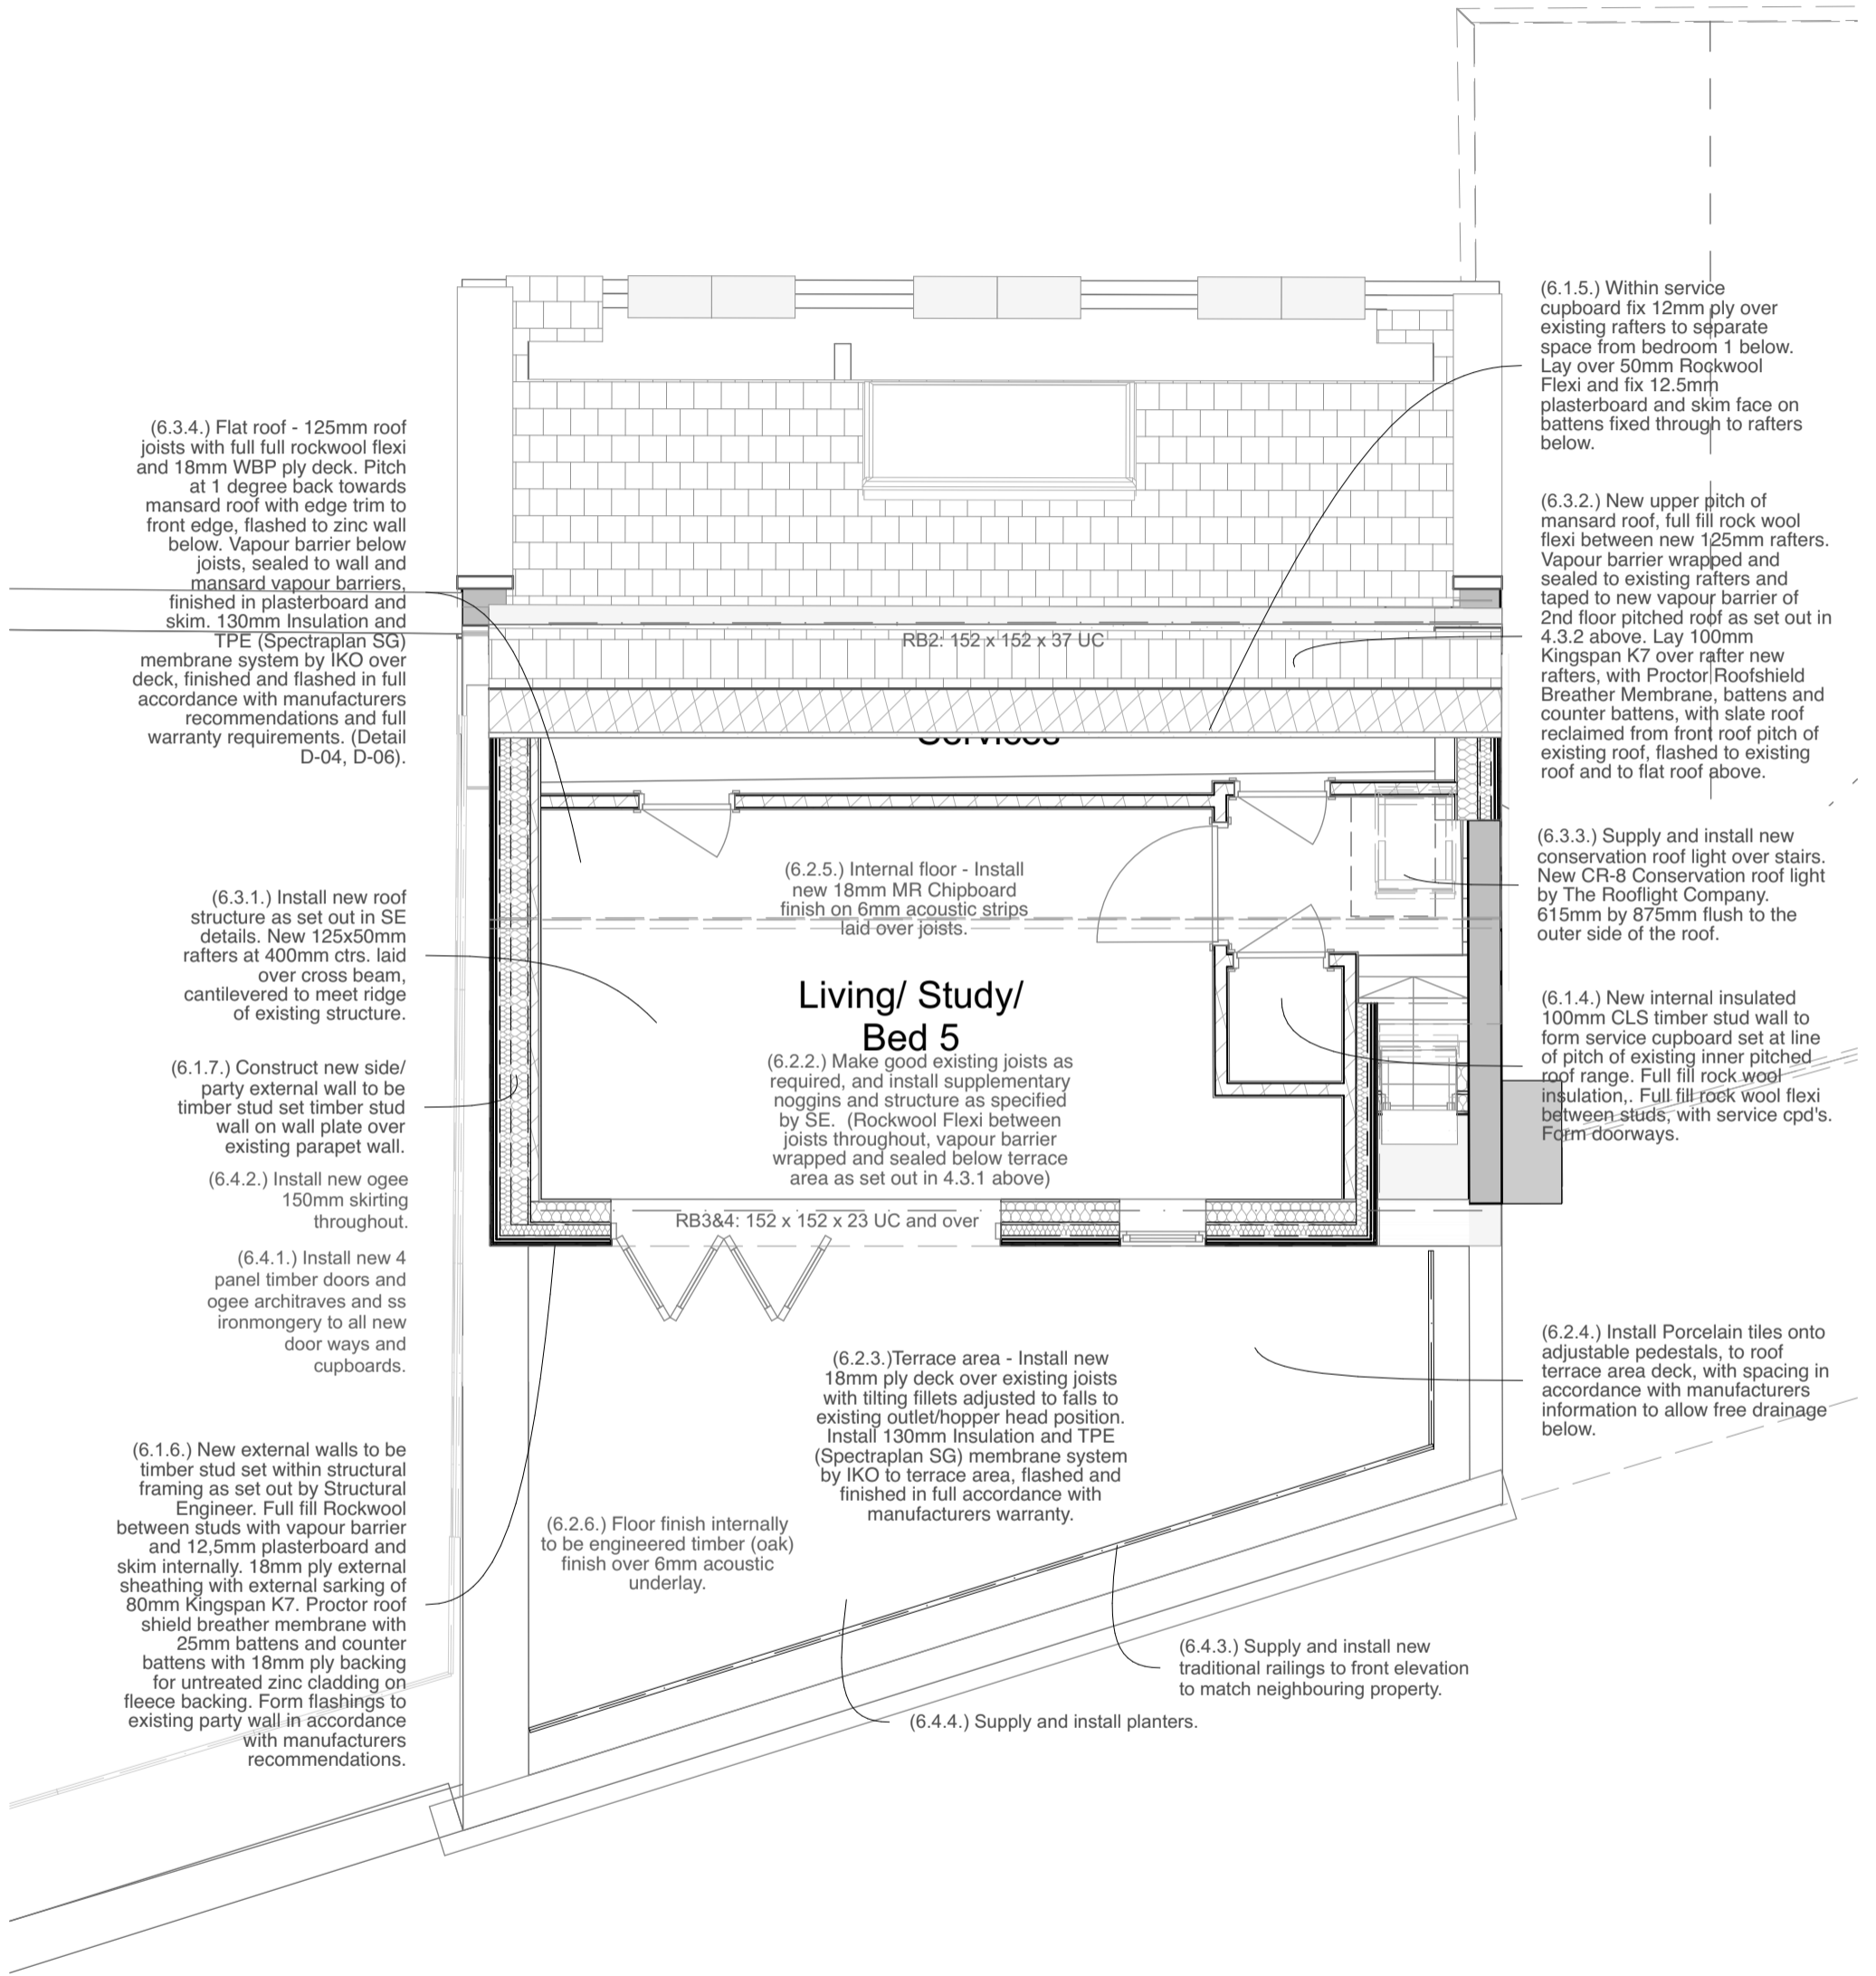 (6.1.5.) Within service
cupboard fix 12mm ply over
existing rafters to separate
space from bedroom 1 below.
Lay over 50mm Rockwool
Flexi and fix 12.5mm
plasterboard and skim face on
battens fixed through to rafters
below.
(6.3.4.) Flat roof - 125mm roof
joists with full full rockwool flexi
and 18mm WBP ply deck. Pitch
at 1 degree back towards
mansard roof with edge trim to
front edge, flashed to zinc wall
below. Vapour barrier below
joists, sealed to wall and
mansard vapour barriers,
finished in plasterboard and
skim. 130mm Insulation and
TPE (Spectraplan SG)
membrane system by IKO over
deck, finished and flashed in full
accordance with manufacturers
recommendations and full
warranty requirements. (Detail
D-04, D-06).
(6.3.2.) New upper pitch of
mansard roof, full fill rock wool
flexi between new 125mm rafters.
Vapour barrier wrapped and
sealed to existing rafters and
taped to new vapour barrier of
2nd floor pitched roof as set out in
4.3.2 above. Lay 100mm
Kingspan K7 over rafter new
rafters, with Proctor Roofshield
Breather Membrane, battens and
counter battens, with slate roof
reclaimed from front roof pitch of
existing roof, flashed to existing
roof and to flat roof above.
RB2: 152 x 152 x 37 UC
Services
(6.3.3.) Supply and install new
conservation roof light over stairs.
New CR-8 Conservation roof light
by The Rooflight Company.
615mm by 875mm flush to the
outer side of the roof.
(6.2.5.) Internal floor - Install
new 18mm MR Chipboard
finish on 6mm acoustic strips
laid over joists.
(6.3.1.) Install new roof
structure as set out in SE
details. New 125x50mm
rafters at 400mm ctrs. laid
over cross beam,
cantilevered to meet ridge
of existing structure.
Living/ Study/
Bed 5
(6.2.2.) Make good existing joists as
required, and install supplementary
noggins and structure as specified
by SE. (Rockwool Flexi between
joists throughout, vapour barrier
wrapped and sealed below terrace
area as set out in 4.3.1 above)
(6.1.4.) New internal insulated
100mm CLS timber stud wall to
form service cupboard set at line
of pitch of existing inner pitched
roof range. Full fill rock wool
insulation,. Full fill rock wool flexi
between studs, with service cpd's.
Form doorways.
(6.1.7.) Construct new side/
party external wall to be
timber stud set timber stud
wall on wall plate over
existing parapet wall.
(6.4.2.) Install new ogee
150mm skirting
throughout.
RB3&4: 152 x 152 x 23 UC and over
(6.4.1.) Install new 4
panel timber doors and
ogee architraves and ss
ironmongery to all new
door ways and
cupboards.
(6.2.4.) Install Porcelain tiles onto
adjustable pedestals, to roof
terrace area deck, with spacing in
accordance with manufacturers
information to allow free drainage
below.
(6.2.3.)Terrace area - Install new
18mm ply deck over existing joists
with tilting fillets adjusted to falls to
existing outlet/hopper head position.
Install 130mm Insulation and TPE
(Spectraplan SG) membrane system
by IKO to terrace area, flashed and
finished in full accordance with
manufacturers warranty.
(6.1.6.) New external walls to be
timber stud set within structural
framing as set out by Structural
Engineer. Full fill Rockwool
between studs with vapour barrier
and 12,5mm plasterboard and
skim internally. 18mm ply external
sheathing with external sarking of
80mm Kingspan K7. Proctor roof
shield breather membrane with
25mm battens and counter
battens with 18mm ply backing
for untreated zinc cladding on
fleece backing. Form flashings to
existing party wall in accordance
with manufacturers
recommendations.
(6.2.6.) Floor finish internally
to be engineered timber (oak)
finish over 6mm acoustic
underlay.
(6.4.3.) Supply and install new
traditional railings to front elevation
to match neighbouring property.
(6.4.4.) Supply and install planters.